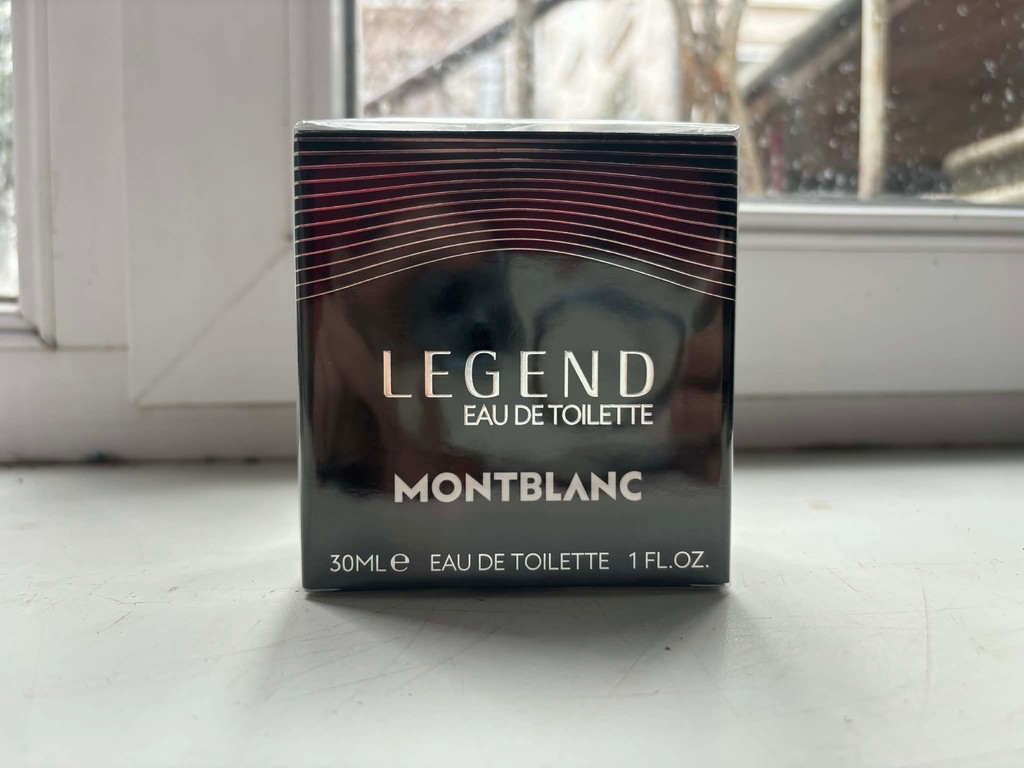 LEGEND
EAU DE TOILETTE
MONTBLANC
30ML℮ EAU DE TOILETTE 1 FL.OZ.